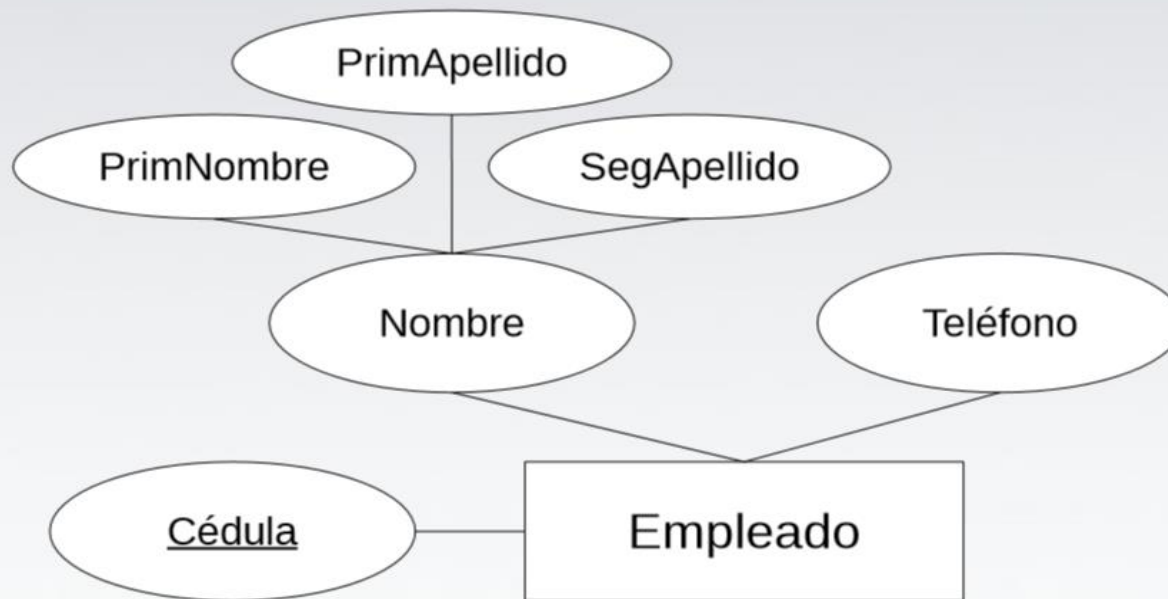 PrimApellido
PrimNombre
SegApellido
Nombre
Teléfono
Cédula
Empleado